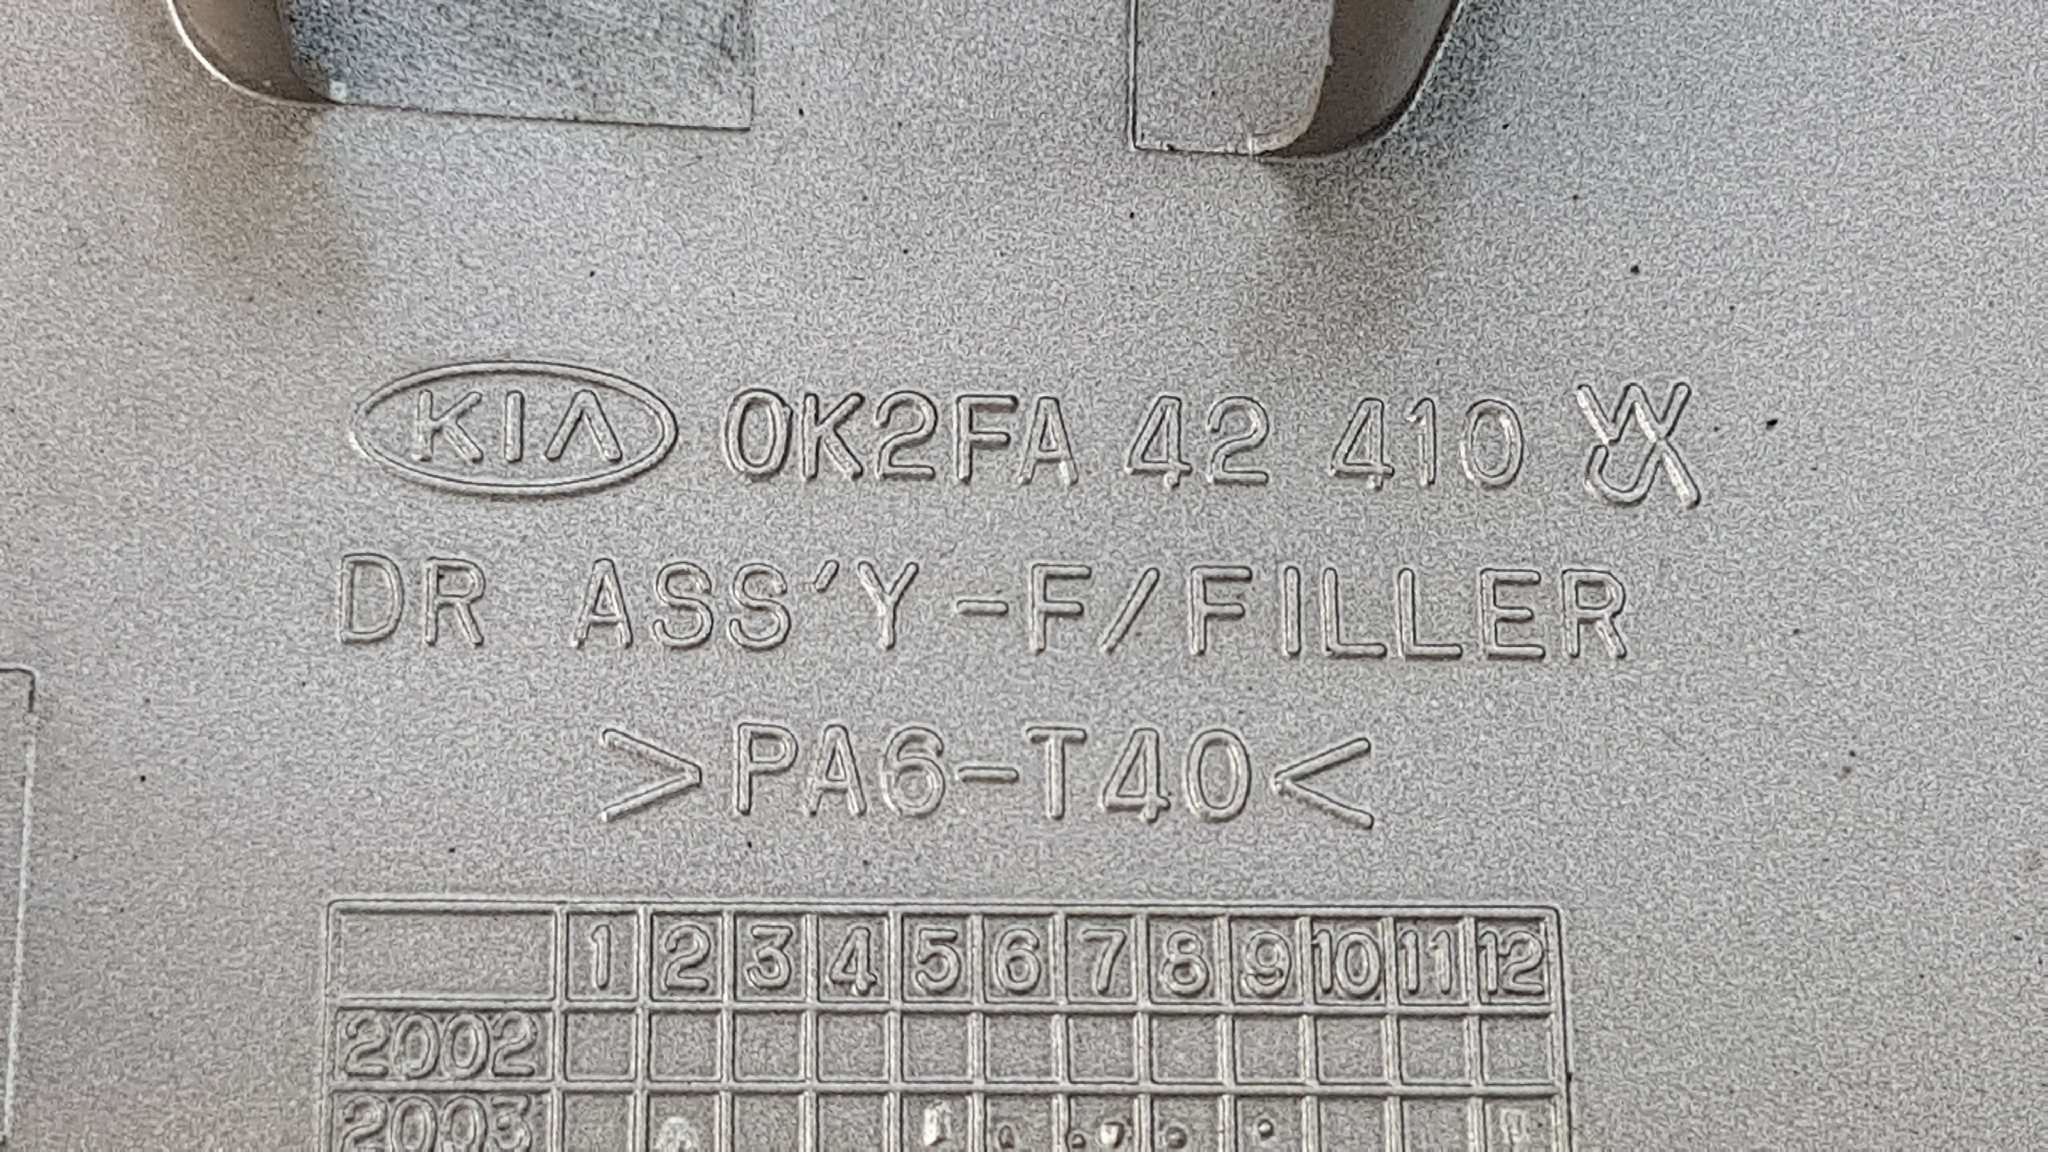 KIA 0K2FA 42 410
DR ASS'Y-F/FILLER
>PA6-T40<
1 2 3 4 5 6 7 8 9 10 11 12
2002
2003